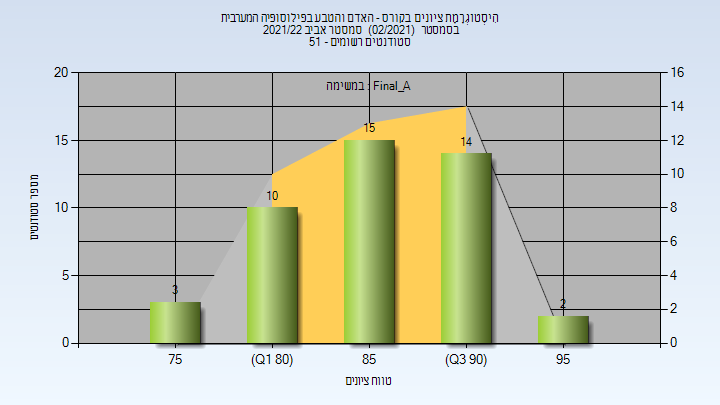 היסטוגרמת ציונים בקורס - האדם והטבע בפילוסופיה המערבית
בסמסטר (02/2021) סמסטר אביב 2021/22
סטודנטים רשומים - 51
במשימה : Final_A
20
15
10
5
0
16
14
12
10
8
6
4
2
0
3
10
15
14
2
מספר סטודנטים
75
(Q1 80)
85
(Q3 90)
95
טווח ציונים